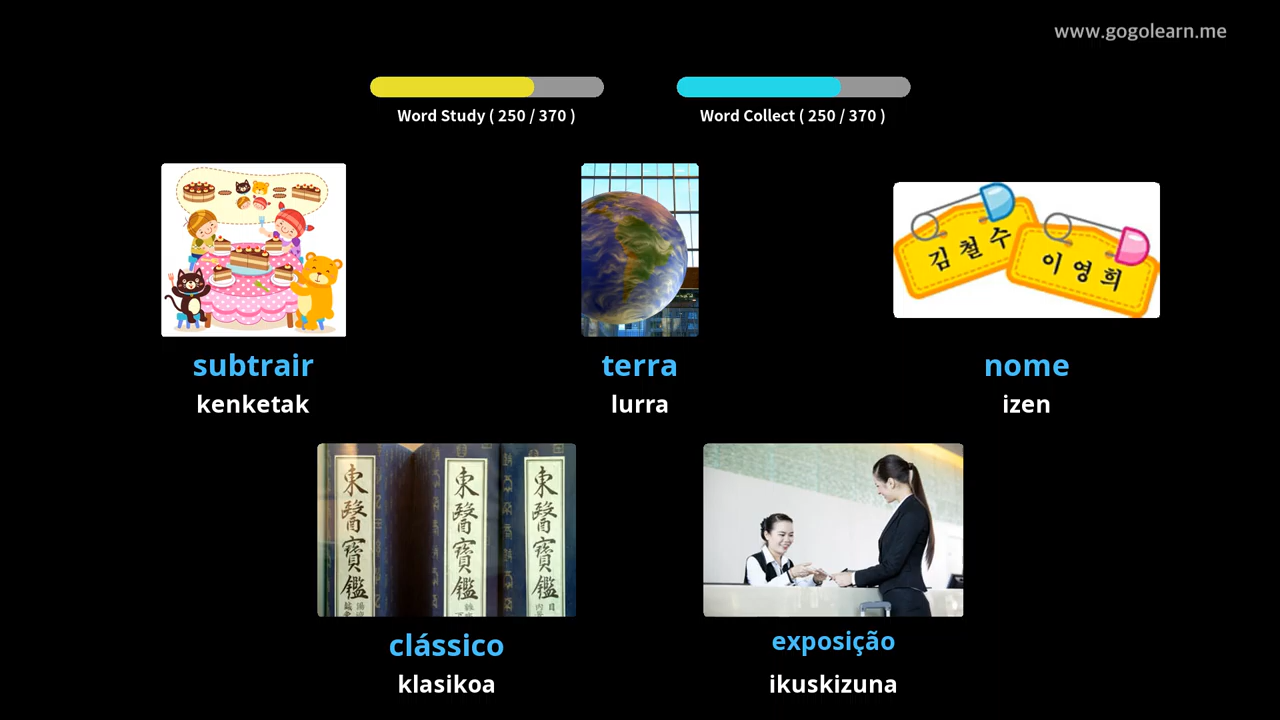 www.gogolearn.me
Word Study ( 250 / 370 )
Word Collect ( 250 / 370 )
김철수
이영희
subtrair
kenketak
terra
lurra
nome
izen
東醫寶鑑
東醫寶鑑
東醫寶鑑
clássico
klasikoa
exposição
ikuskizuna